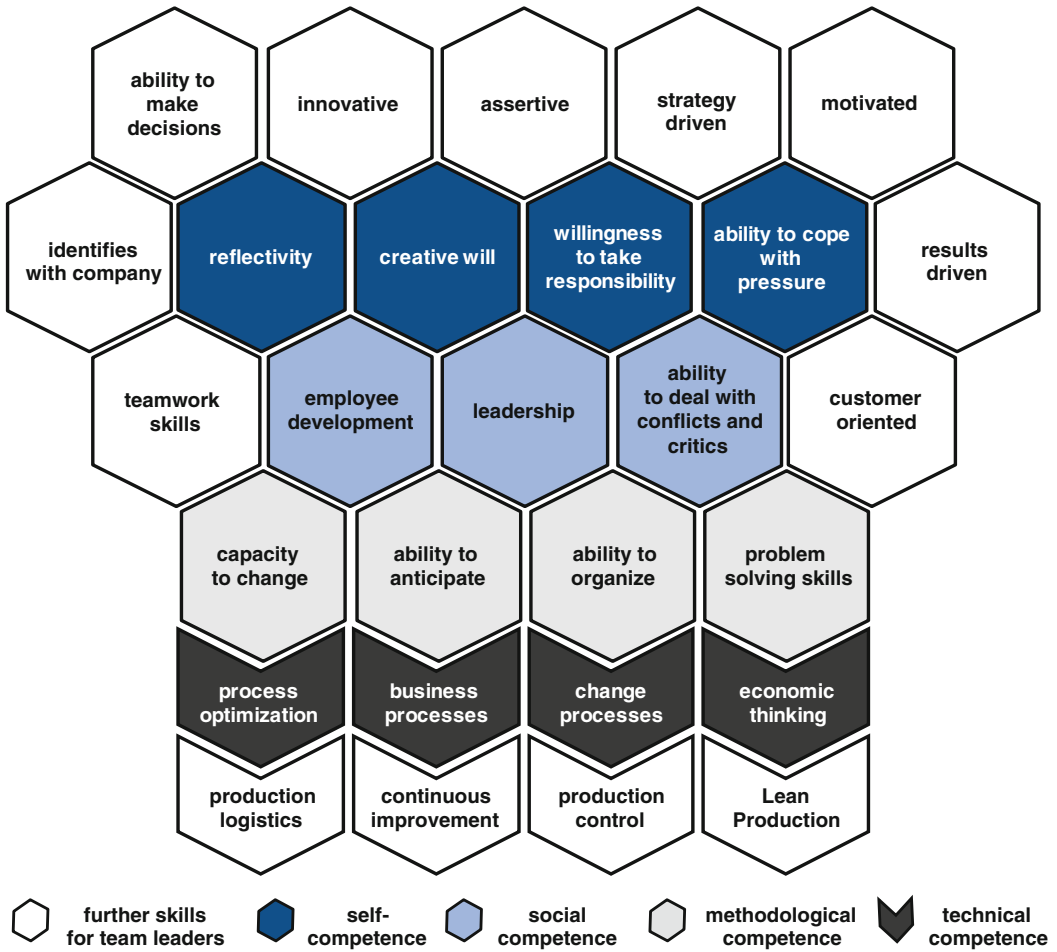 ability to
make
decisions
innovative
assertive
strategy
driven
motivated
identifies
with company
reflectivity
creative will
willingness
to take
responsibility
ability to cope
with
pressure
results
driven
teamwork
skills
employee
development
leadership
ability
to deal with
conflicts and
critics
customer
oriented
capacity
to change
ability to
anticipate
ability to
organize
problem
solving skills
process
optimization
business
processes
change
processes
economic
thinking
production
logistics
continuous
improvement
production
control
Lean
Production
further skills
for team leaders
self-
competence
social
competence
methodological
competence
technical
competence